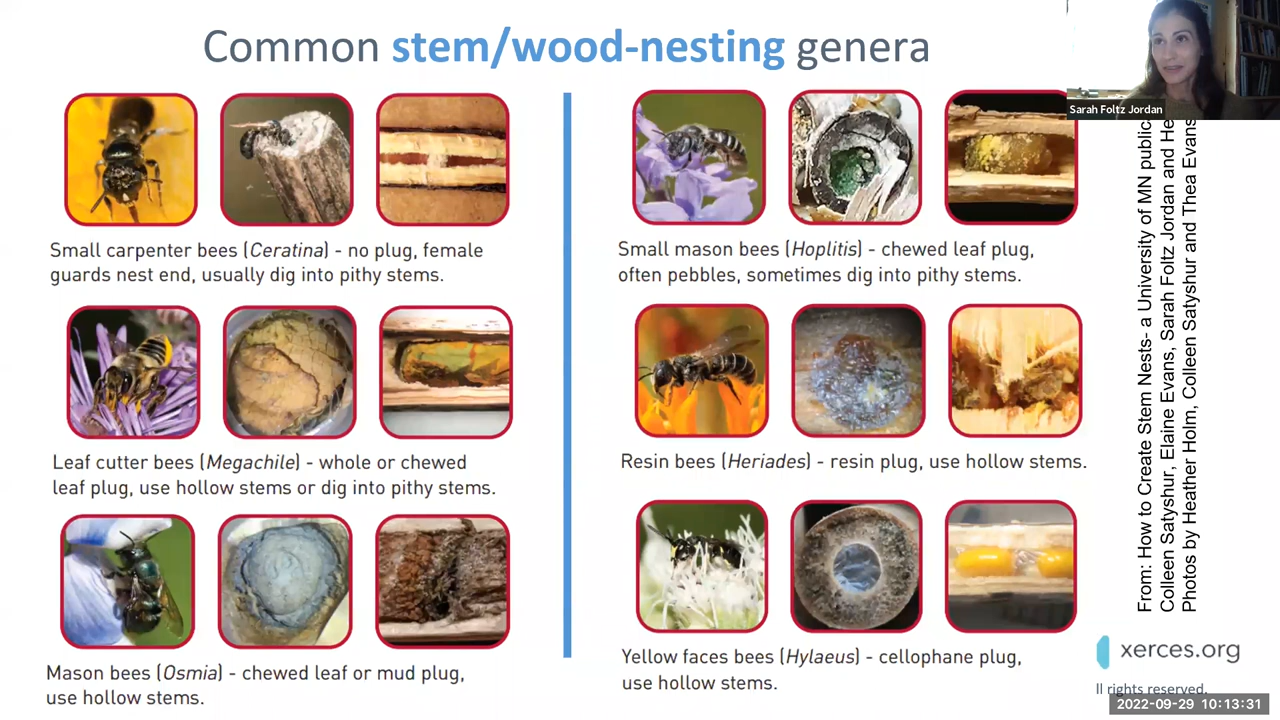 Common stem/wood-nesting genera
Sarah Foltz Jordan
Small carpenter bees (Ceratina) - no plug, female
guards nest end, usually dig into pithy stems.
Leaf cutter bees (Megachile) - whole or chewed
leaf plug, use hollow stems or dig into pithy stems.
Mason bees (Osmia) - chewed leaf or mud plug,
use hollow stems.
Small mason bees (Hoplitis) - chewed leaf plug,
often pebbles, sometimes dig into pithy stems.
Resin bees (Heriades) - resin plug, use hollow stems.
Yellow faces bees (Hylaeus) - cellophane plug,
use hollow stems.
From: How to Create Stem Nests- a University of MN public
Colleen Satyshur, Elaine Evans, Sarah Foltz Jordan and He
Photos by Heather Holm, Colleen Satyshur and Thea Evans
xerces.org
ll rights reserved.
2022-09-29 10:13:31